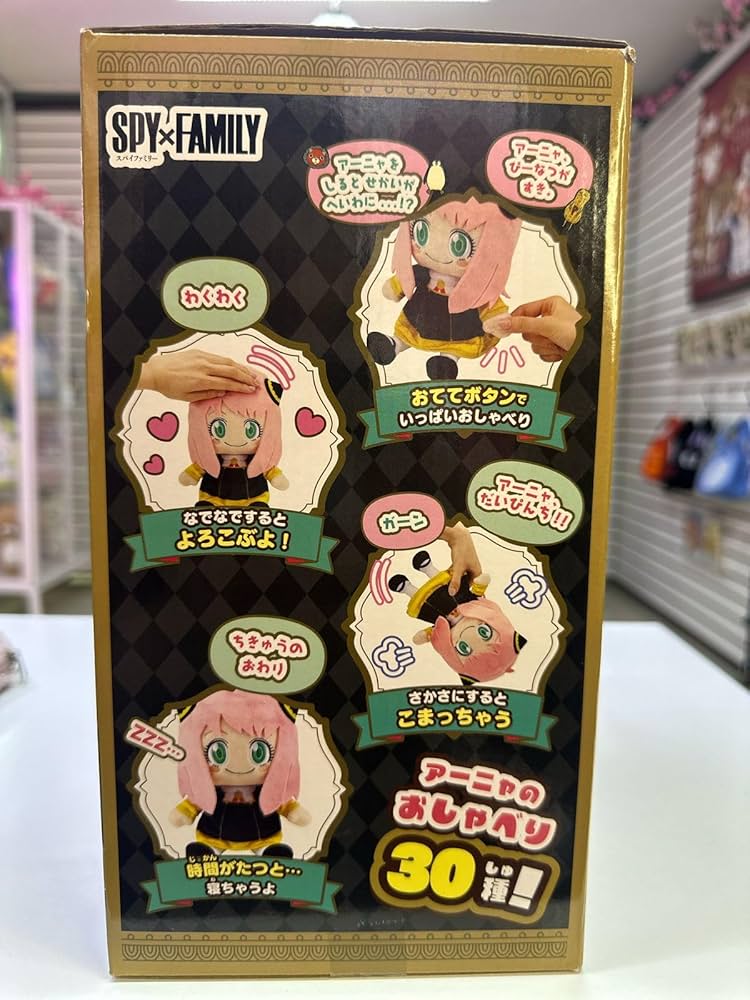 SPY×FAMILY
スパイファミリー
アーニャを
しるとせかいが
へいわに...!?
アーニャ、
ぴーなつが
すき。
おててボタンで
いっぱいおしゃべり
わくわく
なでなですると
よろこぶよ！
ガーン
アーニャ、
だいぴんち!!
さかさにすると
こまっちゃう
ちきゅうの
おわり
ZZZ...
じかん
時間がたつと…
ね
寝ちゃうよ
アーニャの
おしゃべり
しゅ
30種!